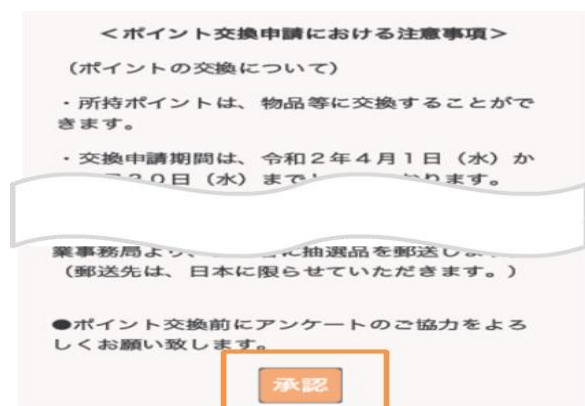 ＜ポイント交換申請における注意事項＞
（ポイントの交換について）
・所持ポイントは、物品等に交換することがで
きます。
・交換申請期間は、令和２年４月１日（水）か
３０日（水）まで
ります。
業事務局より、
に抽選品を郵送し
（郵送先は、日本に限らせていただきます。）
●ポイント交換前にアンケートのご協力をよろ
しくお願い致します。
承認